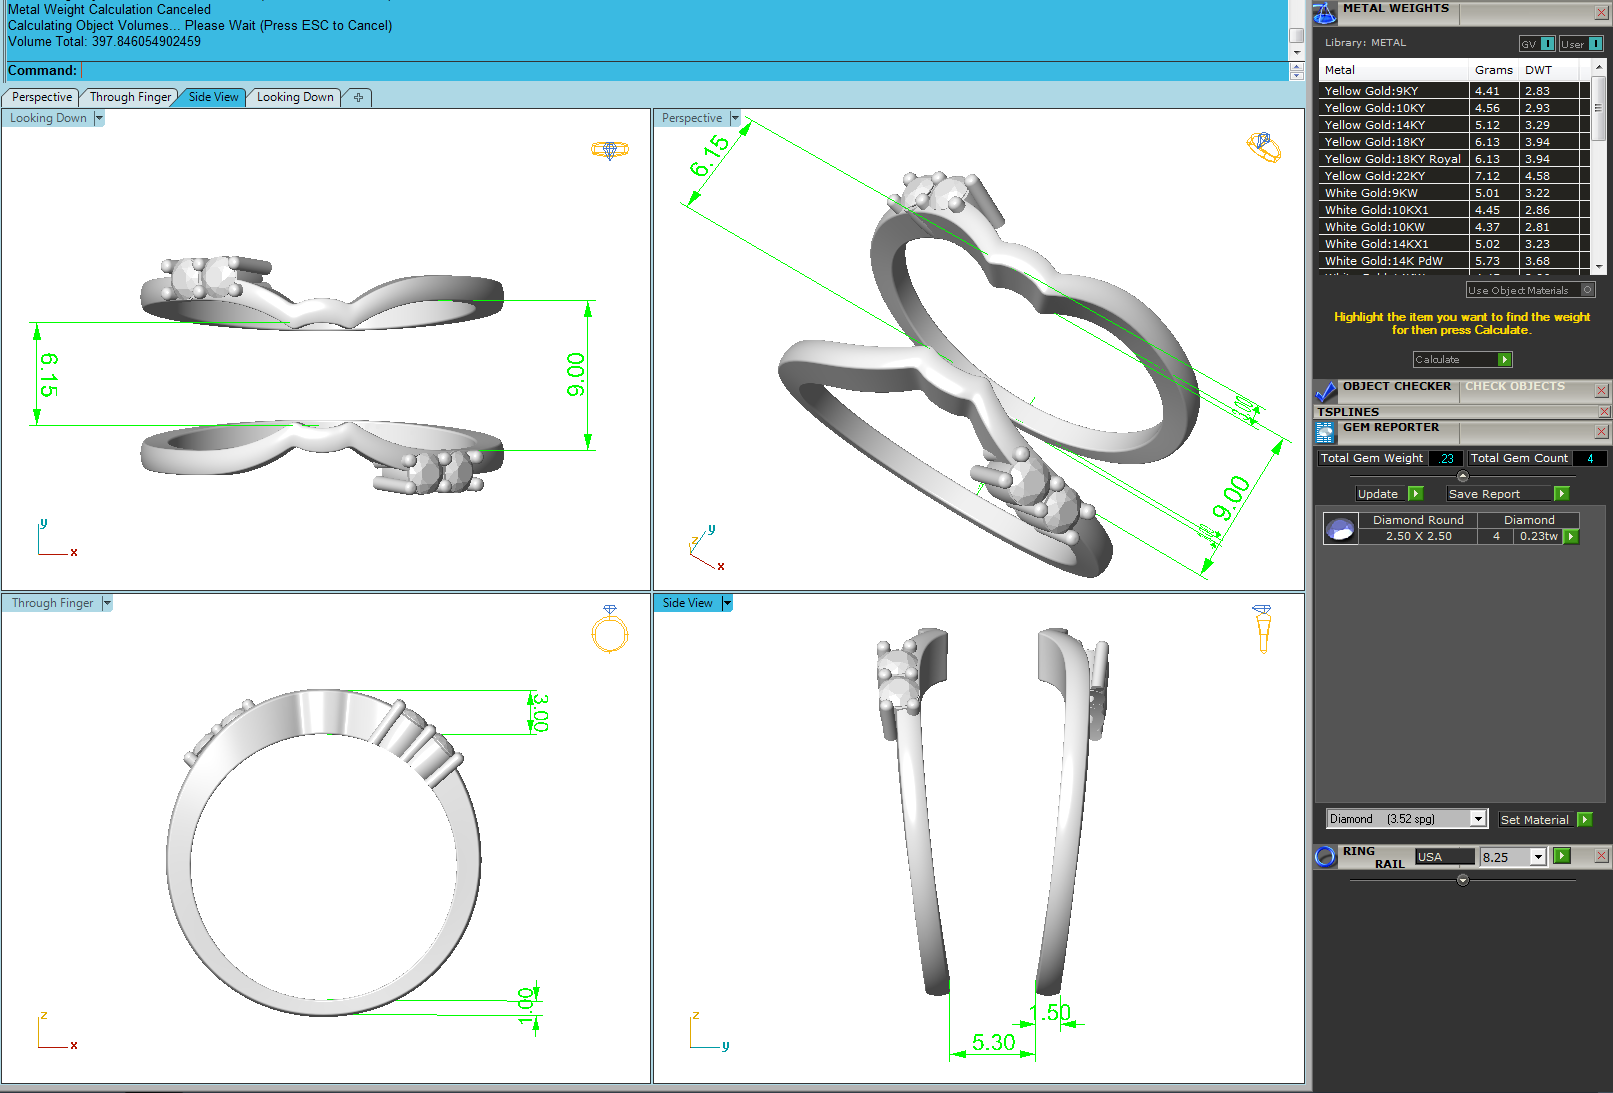 Metal Weight Calculation Canceled
Calculating Object Volumes... Please Wait (Press ESC to Cancel)
Volume Total: 397.846054902459
Command:
Perspective Through Finger Side View Looking Down
Looking Down
6.15
9.00
y
x
Perspective
6.15
9.00
z y
x
Through Finger
3.00
1.00
z
x
Side View
1.50
5.30
z
y
METAL WEIGHTS
Library: METAL GV User
Metal Grams DWT
Yellow Gold:9KY 4.41 2.83
Yellow Gold:10KY 4.56 2.93
Yellow Gold:14KY 5.12 3.29
Yellow Gold:18KY 6.13 3.94
Yellow Gold:18KY Royal 6.13 3.94
Yellow Gold:22KY 7.12 4.58
White Gold:9KW 5.01 3.22
White Gold:10KX1 4.45 2.86
White Gold:10KW 4.37 2.81
White Gold:14KX1 5.02 3.23
White Gold:14K PdW 5.73 3.68
Use Object Materials
Highlight the item you want to find the weight
for then press Calculate.
Calculate
OBJECT CHECKER CHECK OBJECTS
TSPLINES
GEM REPORTER
Total Gem Weight .23 Total Gem Count 4
Update Save Report
Diamond Round Diamond
2.50 X 2.50 4 0.23tw
Diamond (3.52 spg) Set Material
RING RAIL USA 8.25